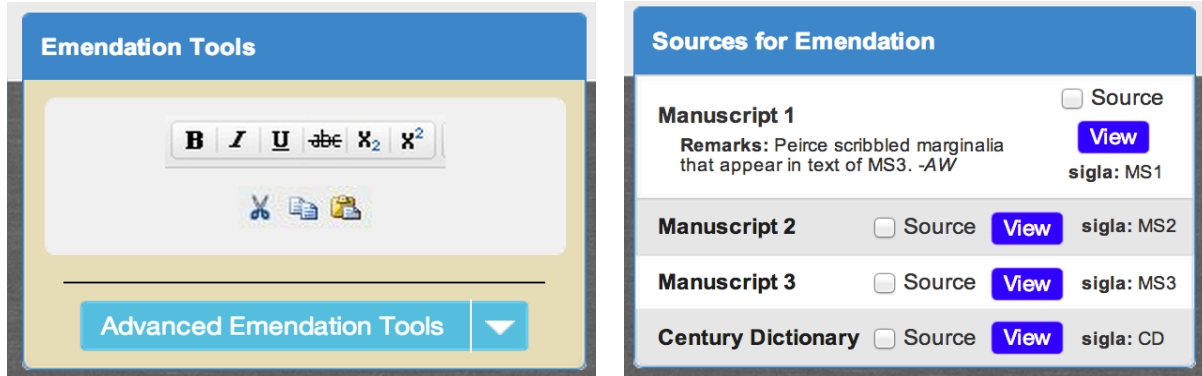 Emendation Tools
B I U abc X2 X²
Advanced Emendation Tools
Sources for Emendation
Manuscript 1
Source
Remarks: Peirce scribbled marginalia
that appear in text of MS3. -AW
View
sigla: MS1
Manuscript 2 Source View sigla: MS2
Manuscript 3 Source View sigla: MS3
Century Dictionary Source View sigla: CD